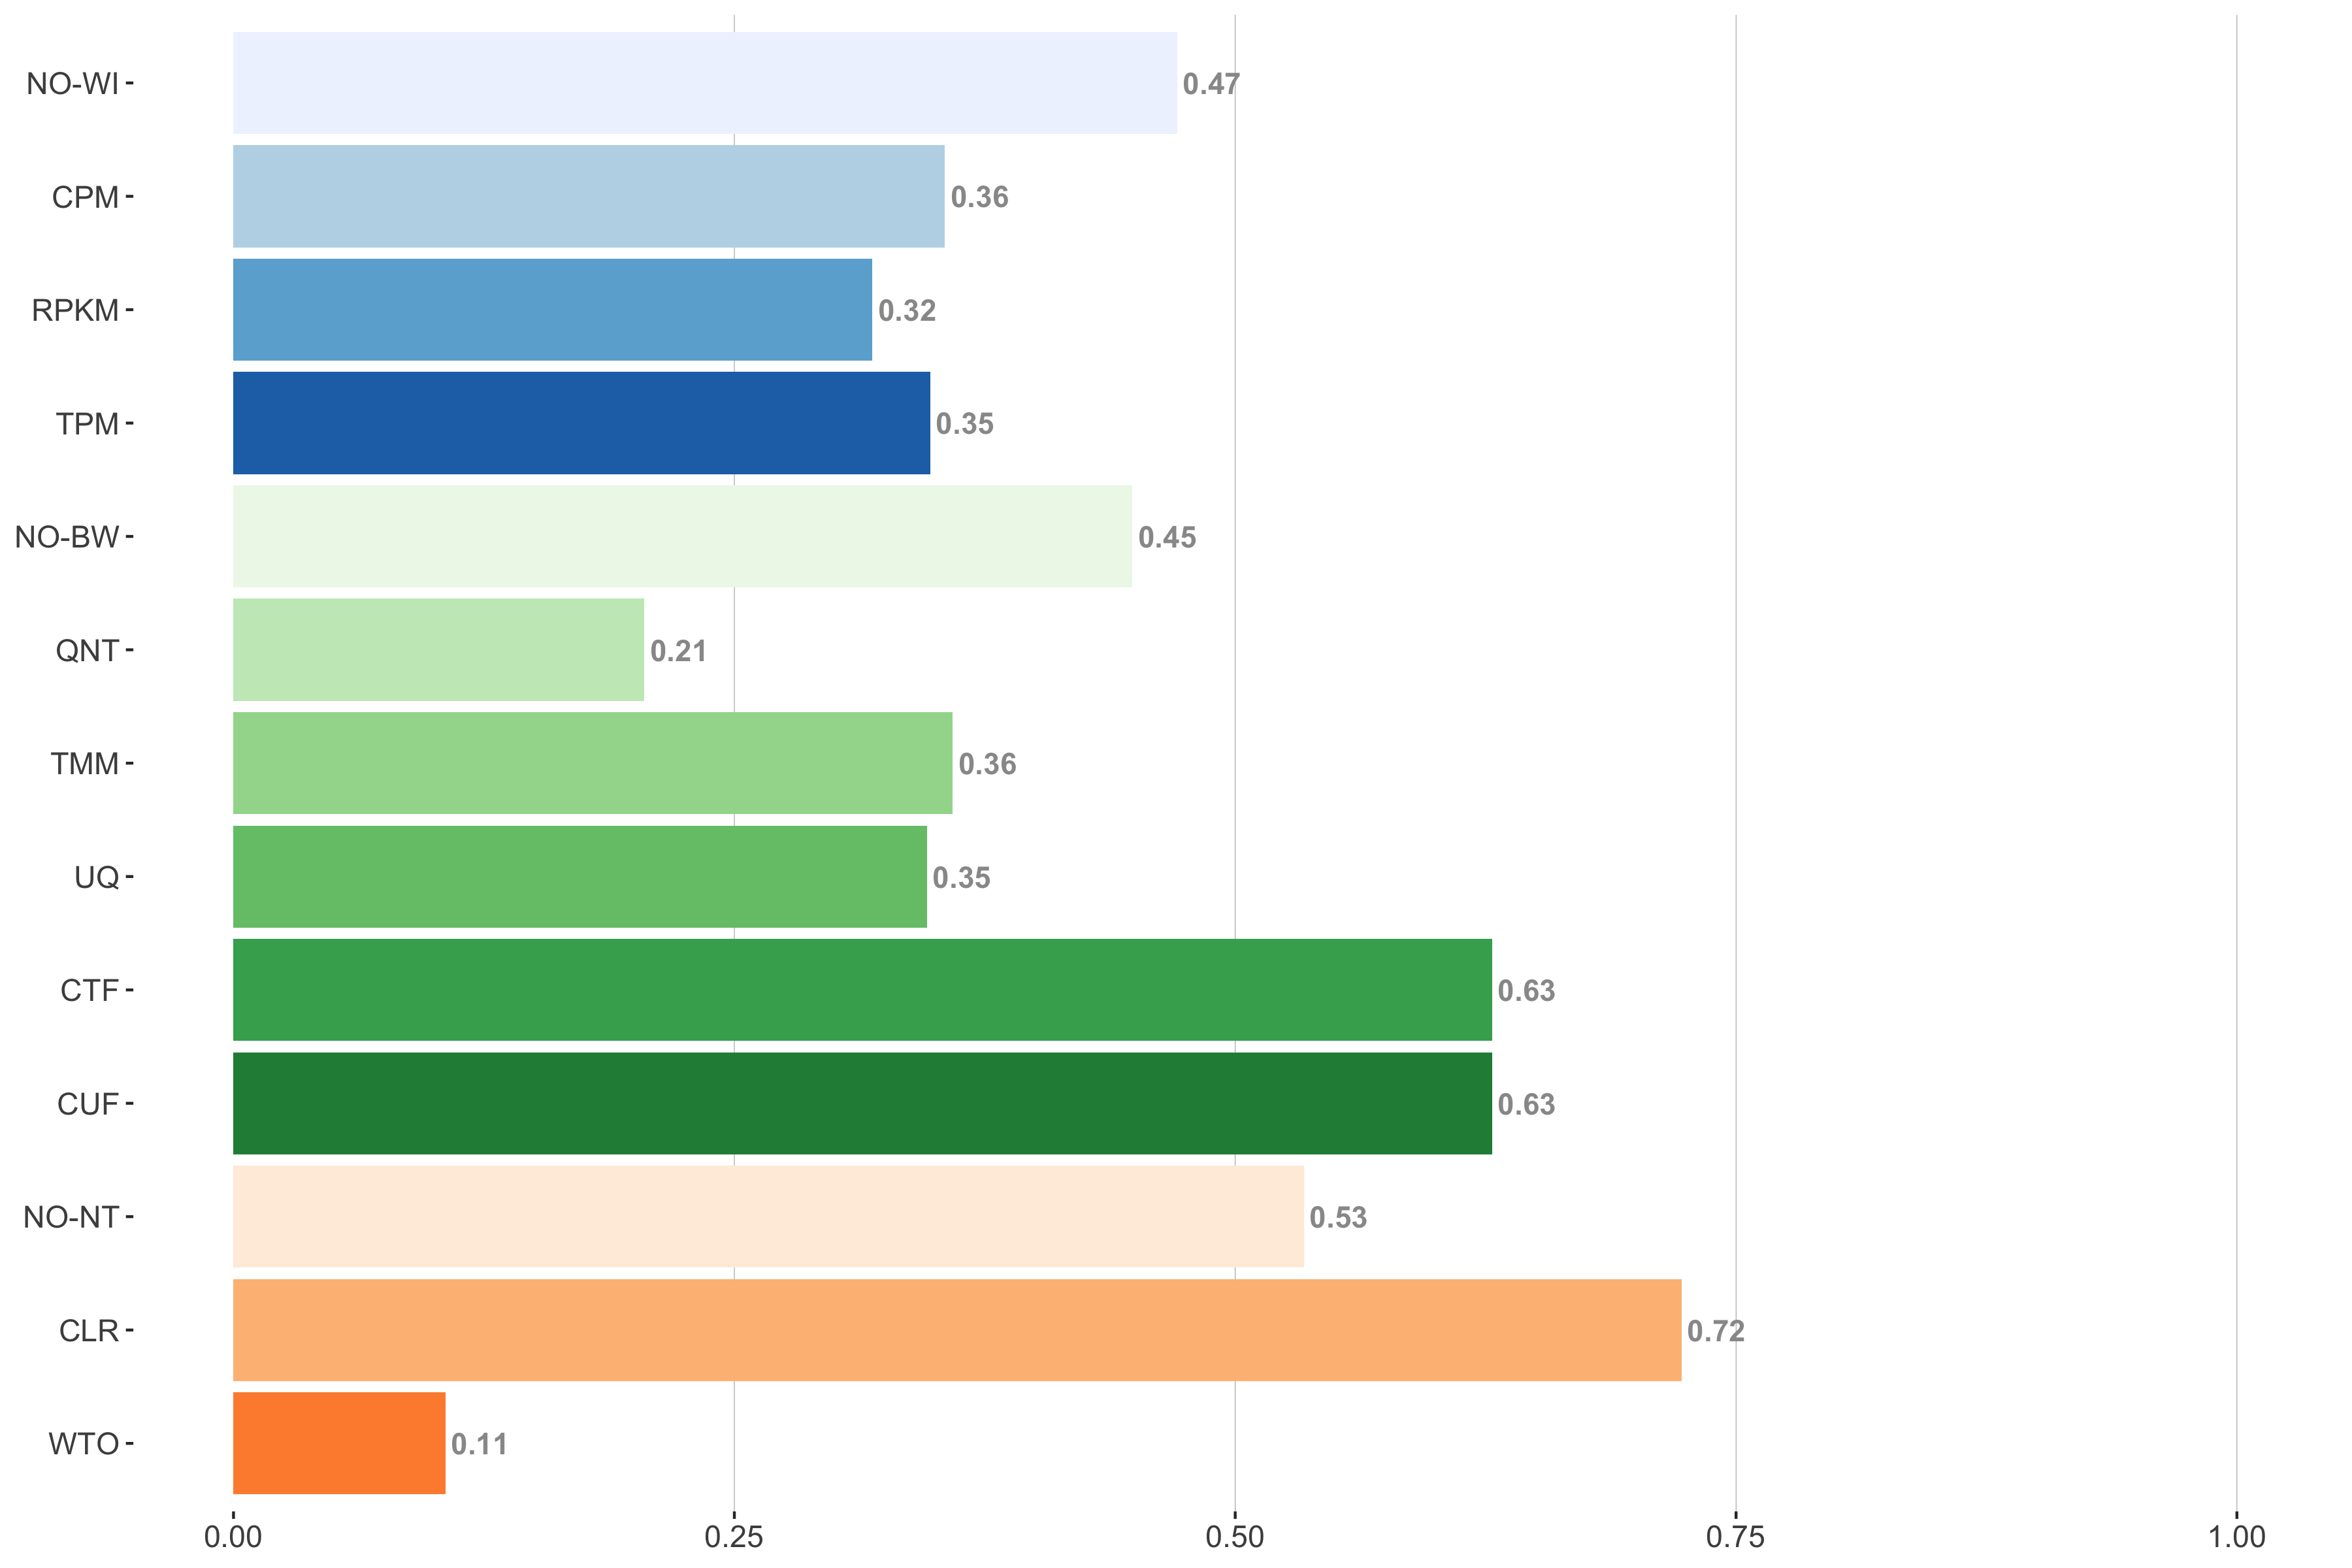 NO-WI 0.47
CPM 0.36
RPKM 0.32
TPM 0.35
NO-BW 0.45
QNT 0.21
TMM 0.36
UQ 0.35
CTF 0.63
CUF 0.63
NO-NT 0.53
CLR 0.72
WTO 0.11
0.00 0.25 0.50 0.75 1.00